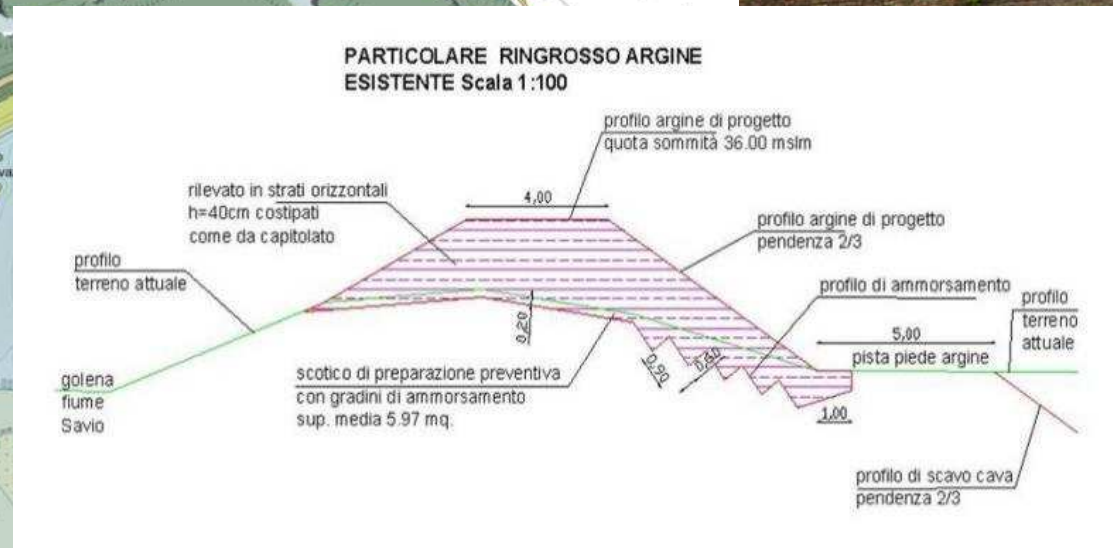 PARTICOLARE RINGROSSO ARGINE
ESISTENTE Scala 1:100
profilo argine di progetto
quota sommità 36.00 mslm
rilevato in strati orizzontali
h=40cm costipati
come da capitolato
4,00
profilo argine di progetto
pendenza 2/3
profilo
terreno attuale
profilo di ammorsamento
profilo
terreno
attuale
5,00
pista piede argine
0,20
0,90
golena
fiume
Savio
scotico di preparazione preventiva
con gradini di ammorsamento
sup. media 5.97 mq.
1,00
profilo di scavo cava
pendenza 2/3